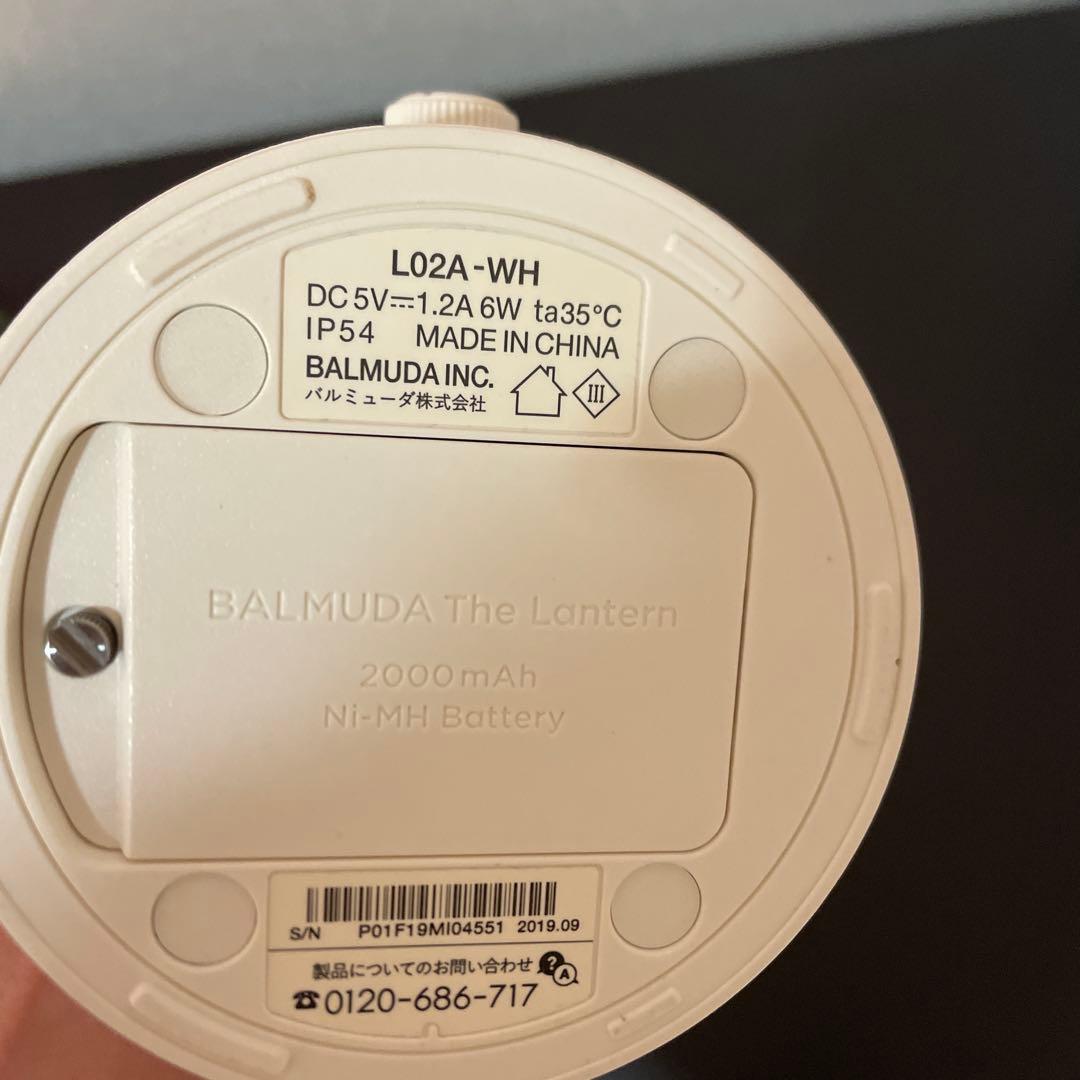 L02A-WH
DC 5V⎓1.2A 6W ta35℃
IP54 MADE IN CHINA
BALMUDA INC.
バルミューダ株式会社
III
BALMUDA The Lantern
2000mAh
Ni-MH Battery
S/N P01F19MI04551 2019.09
製品についてのお問い合わせ ? A
☎0120-686-717